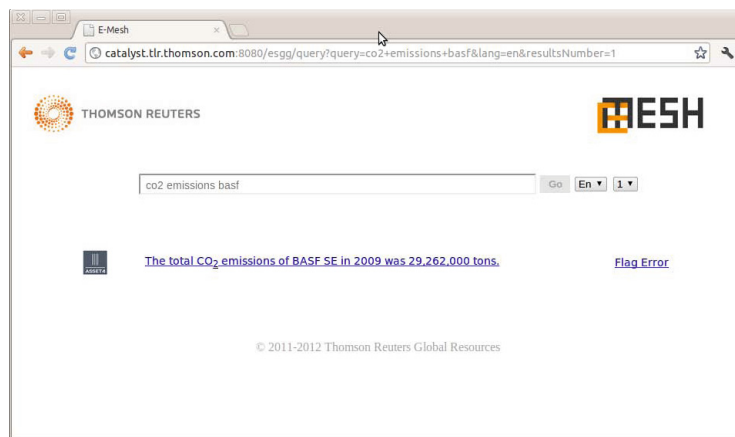 E-Mesh
catalyst.tlr.thomson.com:8080/esgg/query?query=co2+emissions+basf&lang=en&resultsNumber=1
THOMSON REUTERS
MESH
co2 emissions basf Go En 1
ASSET4
The total CO₂ emissions of BASF SE in 2009 was 29,262,000 tons. Flag Error
© 2011-2012 Thomson Reuters Global Resources